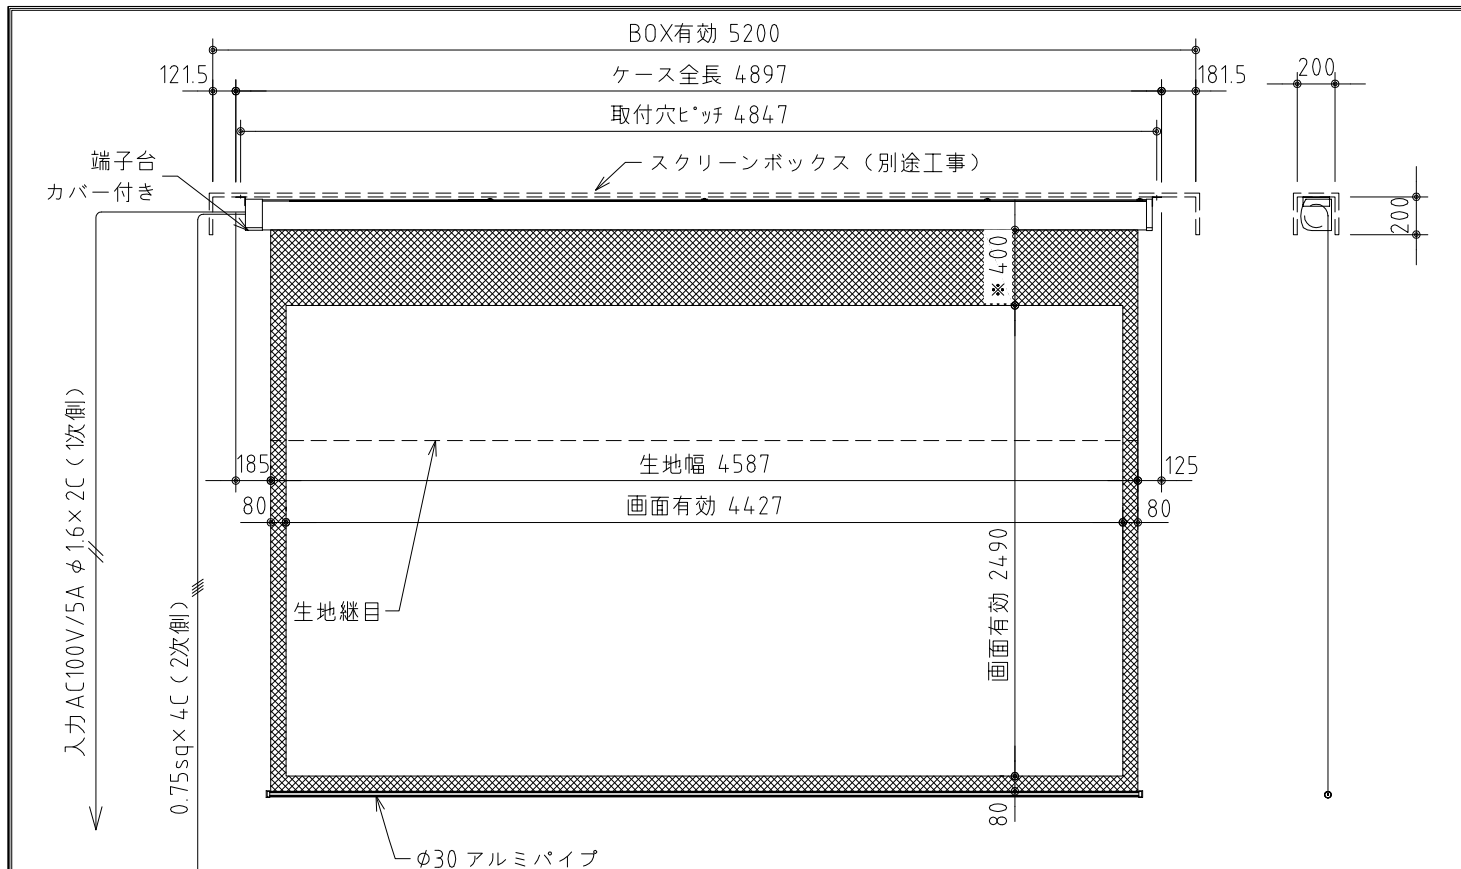 BOX有効 5200
121.5
ケース全長 4897
181.5
200
取付穴ピッチ 4847
端子台
カバー付き
スクリーンボックス（別途工事）
200
※ 400
入力AC100V/5A φ1.6×2C（1次側）
0.75sq×4C（2次側）
185
生地幅 4587
125
80
画面有効 4427
80
画面有効 2490
生地継目
80
φ30 アルミパイプ